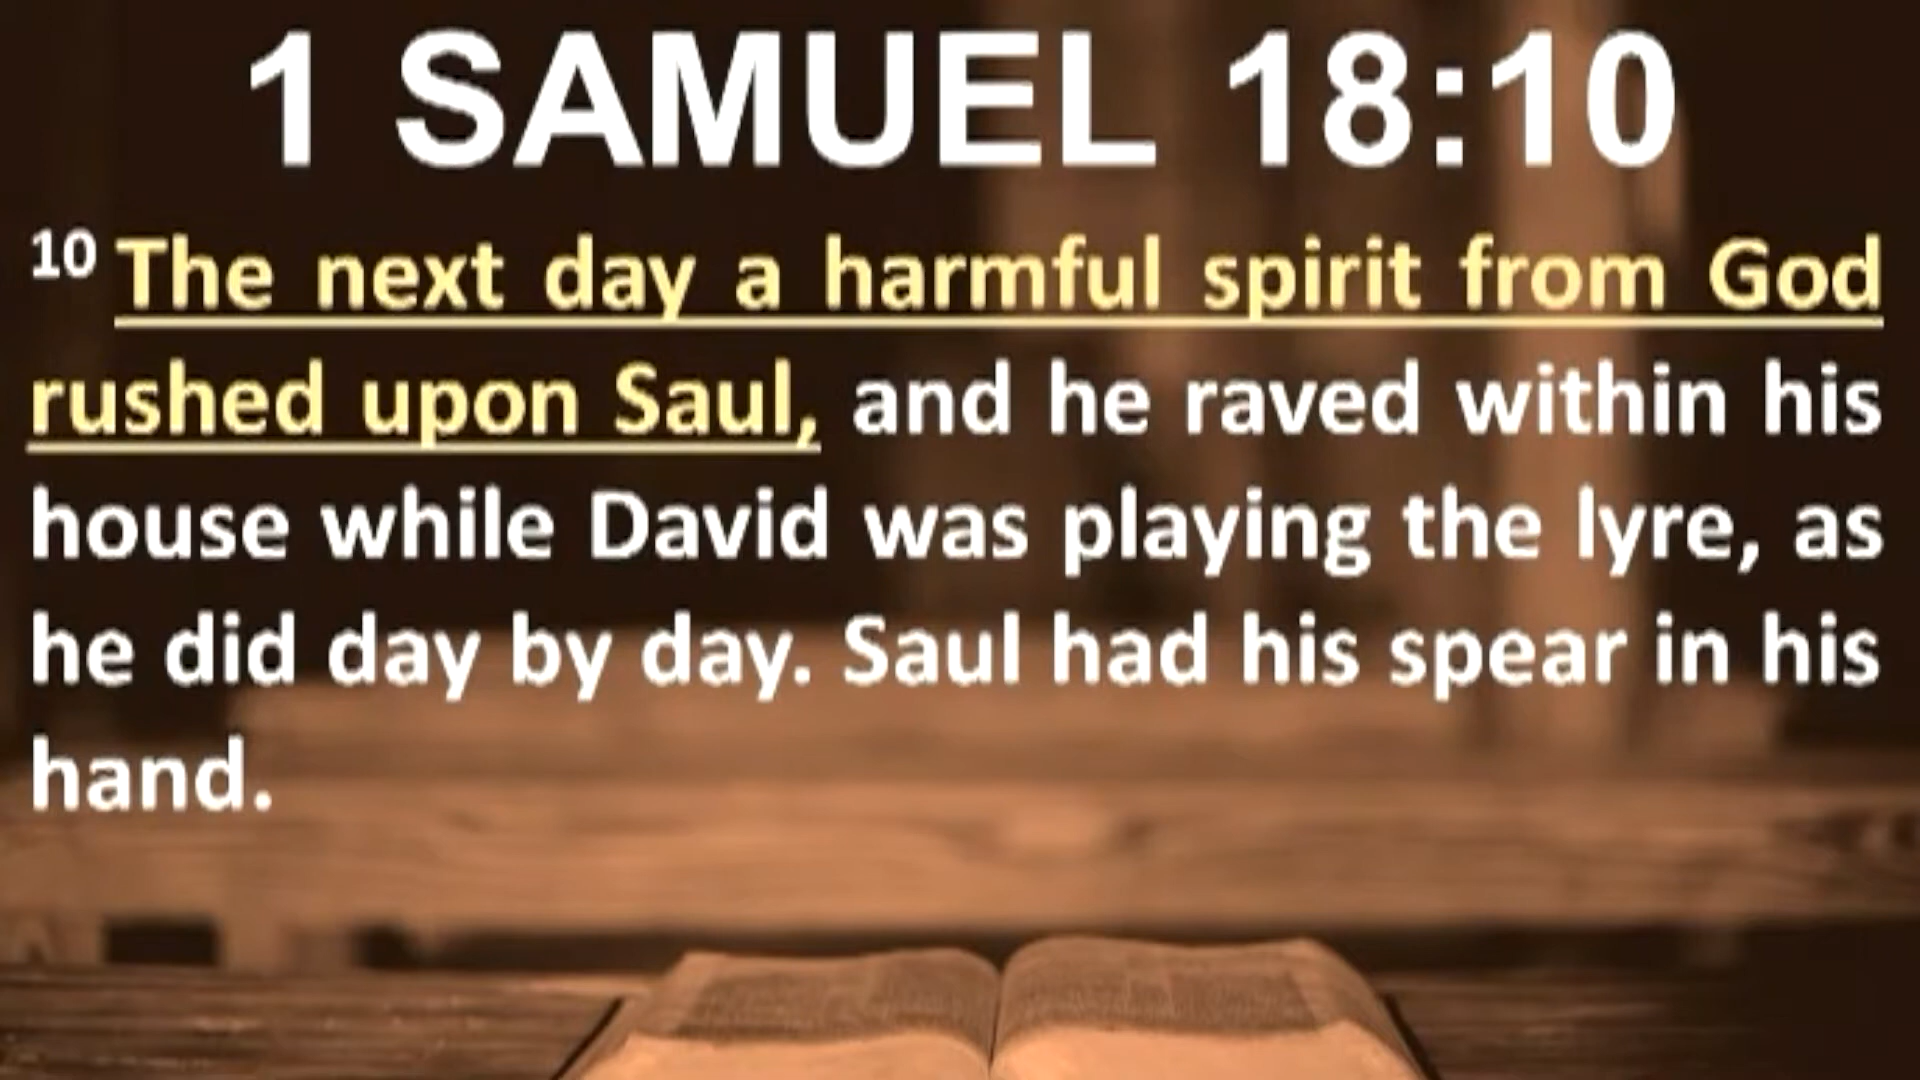 1 SAMUEL 18:10
10 The next day a harmful spirit from God
rushed upon Saul, and he raved within his
house while David was playing the lyre, as
he did day by day. Saul had his spear in his
hand.